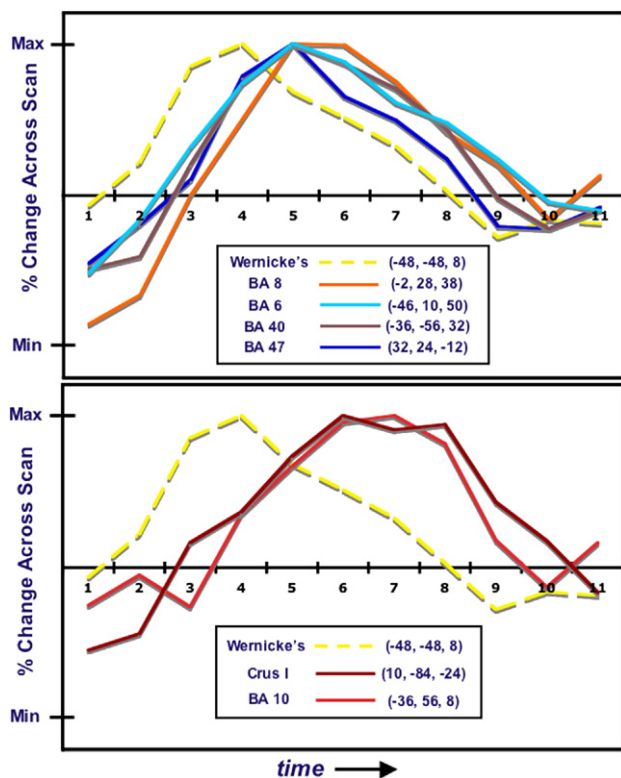 % Change Across Scan
Max
1 2 3 4 5 6 7 8 9 10 11
Min
Wernicke's (-48, -48, 8)
BA 8 (-2, 28, 38)
BA 6 (-46, 10, 50)
BA 40 (-36, -56, 32)
BA 47 (32, 24, -12)
% Change Across Scan
Max
1 2 3 4 5 6 7 8 9 10 11
Min
Wernicke's (-48, -48, 8)
Crus I (10, -84, -24)
BA 10 (-36, 56, 8)
time